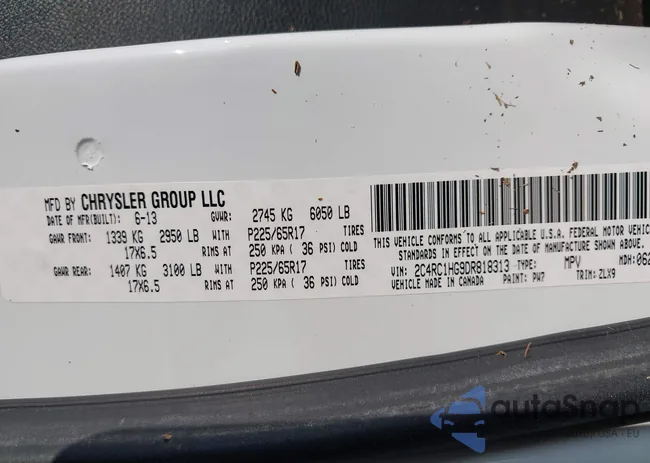 MFD BY CHRYSLER GROUP LLC
DATE OF MFR(BUILT): 6-13 GVWR: 2745 KG 6050 LB
GAWR FRONT: 1339 KG 2950 LB WITH P225/65R17 TIRES
17X6.5 RIMS AT 250 KPA ( 36 PSI) COLD
GAWR REAR: 1407 KG 3100 LB WITH P225/65R17 TIRES
17X6.5 RIMS AT 250 KPA ( 36 PSI) COLD
THIS VEHICLE CONFORMS TO ALL APPLICABLE U.S.A. FEDERAL MOTOR VEHICLE
STANDARDS IN EFFECT ON THE DATE OF MANUFACTURE SHOWN ABOVE
VIN: 2C4RC1HG9DR818313 TYPE: MPV MDH: 062
VEHICLE MADE IN CANADA PAINT: PW7 TRIM: ZLX9
autoSnap